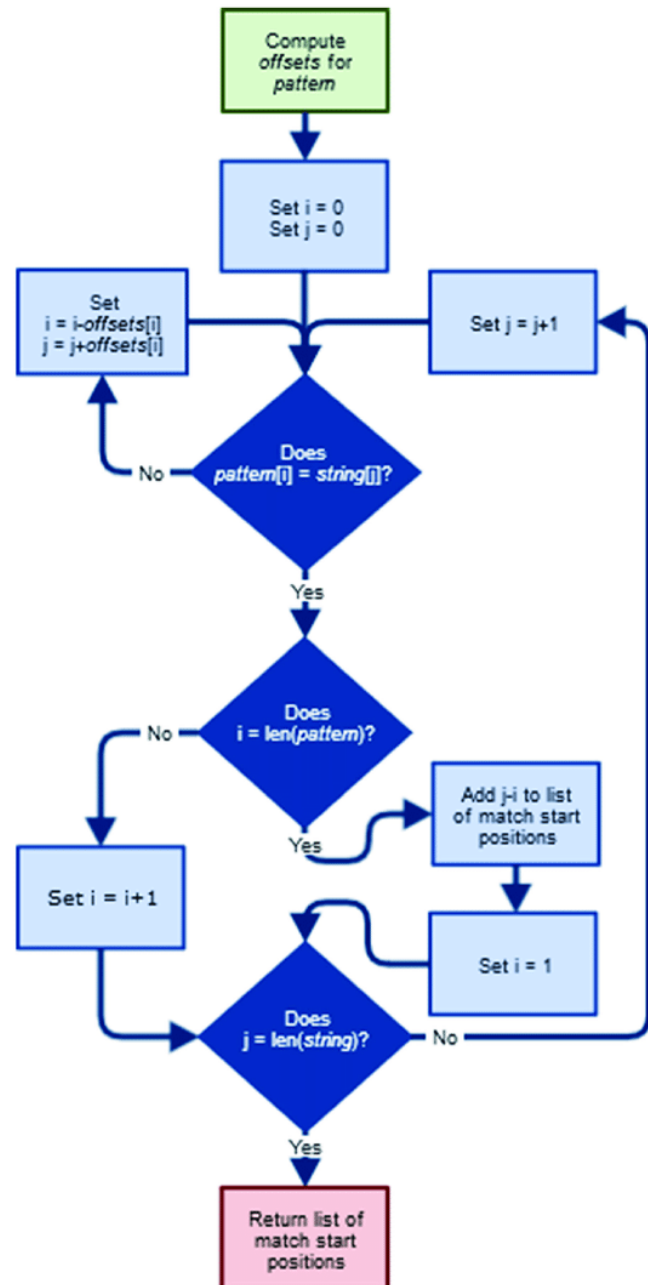 Compute
offsets for
pattern
Set i = 0
Set j = 0
Set
i = i-offsets[i]
j = j+offsets[i]
Set j = j+1
Does
pattern[i] = string[j]?
No
Yes
Does
i = len(pattern)?
No
Yes
Add j-i to list
of match start
positions
Set i = i+1
Set i = 1
Does
j = len(string)?
No
Yes
Return list of
match start
positions